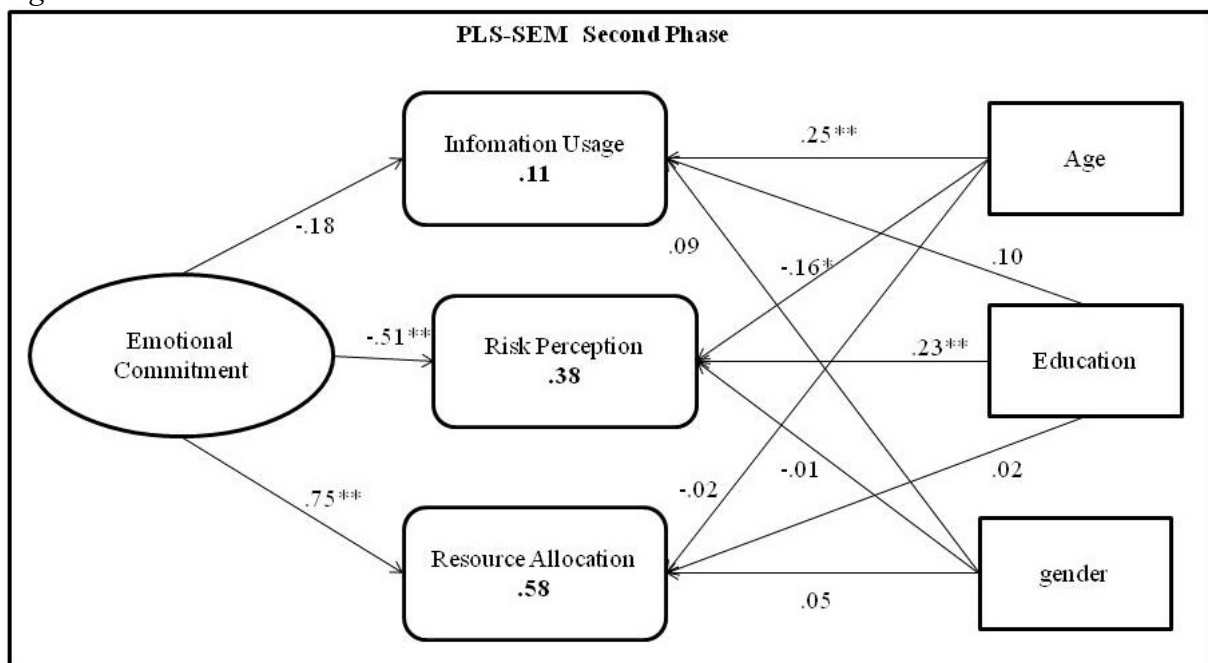 PLS-SEM Second Phase
Infomation Usage
.11
.25**
Age
-.18
.09
-.16*
.10
Emotional
Commitment
-.51**
Risk Perception
.38
.23**
Education
.75**
-.02
-.01
.02
Resource Allocation
.58
.05
gender